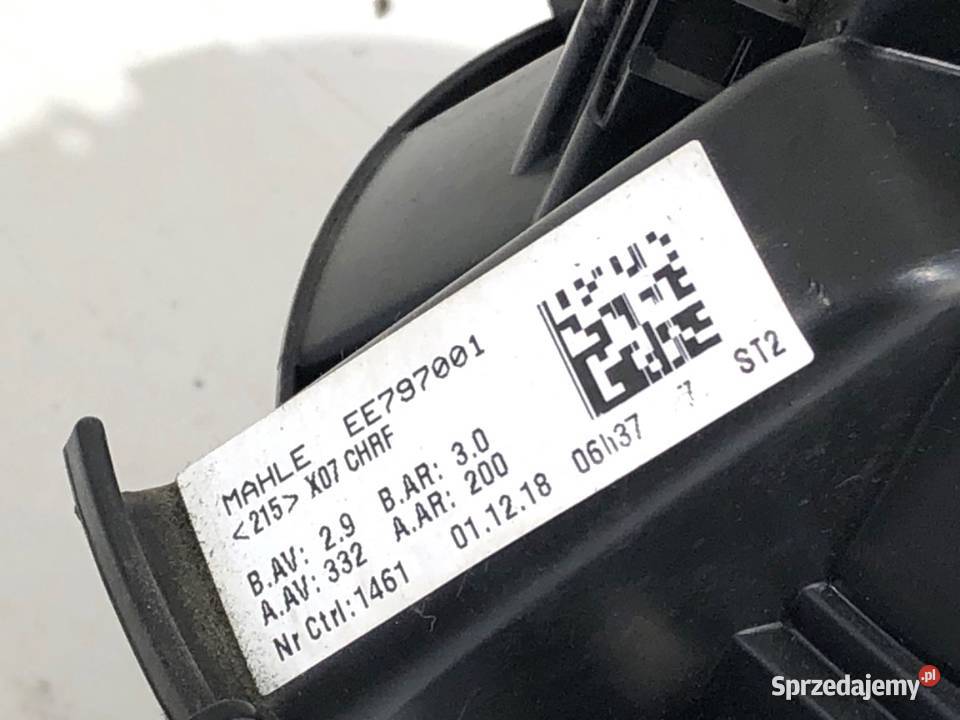 MAHLE EE797001
<215> X07 CHRF
B.AV: 2.9 B.AR: 3.0
A.AV: 332 A.AR: 200
Nr Ctrl:1461 01.12.18 06h37 7 ST2
Sprzedajemy.pl